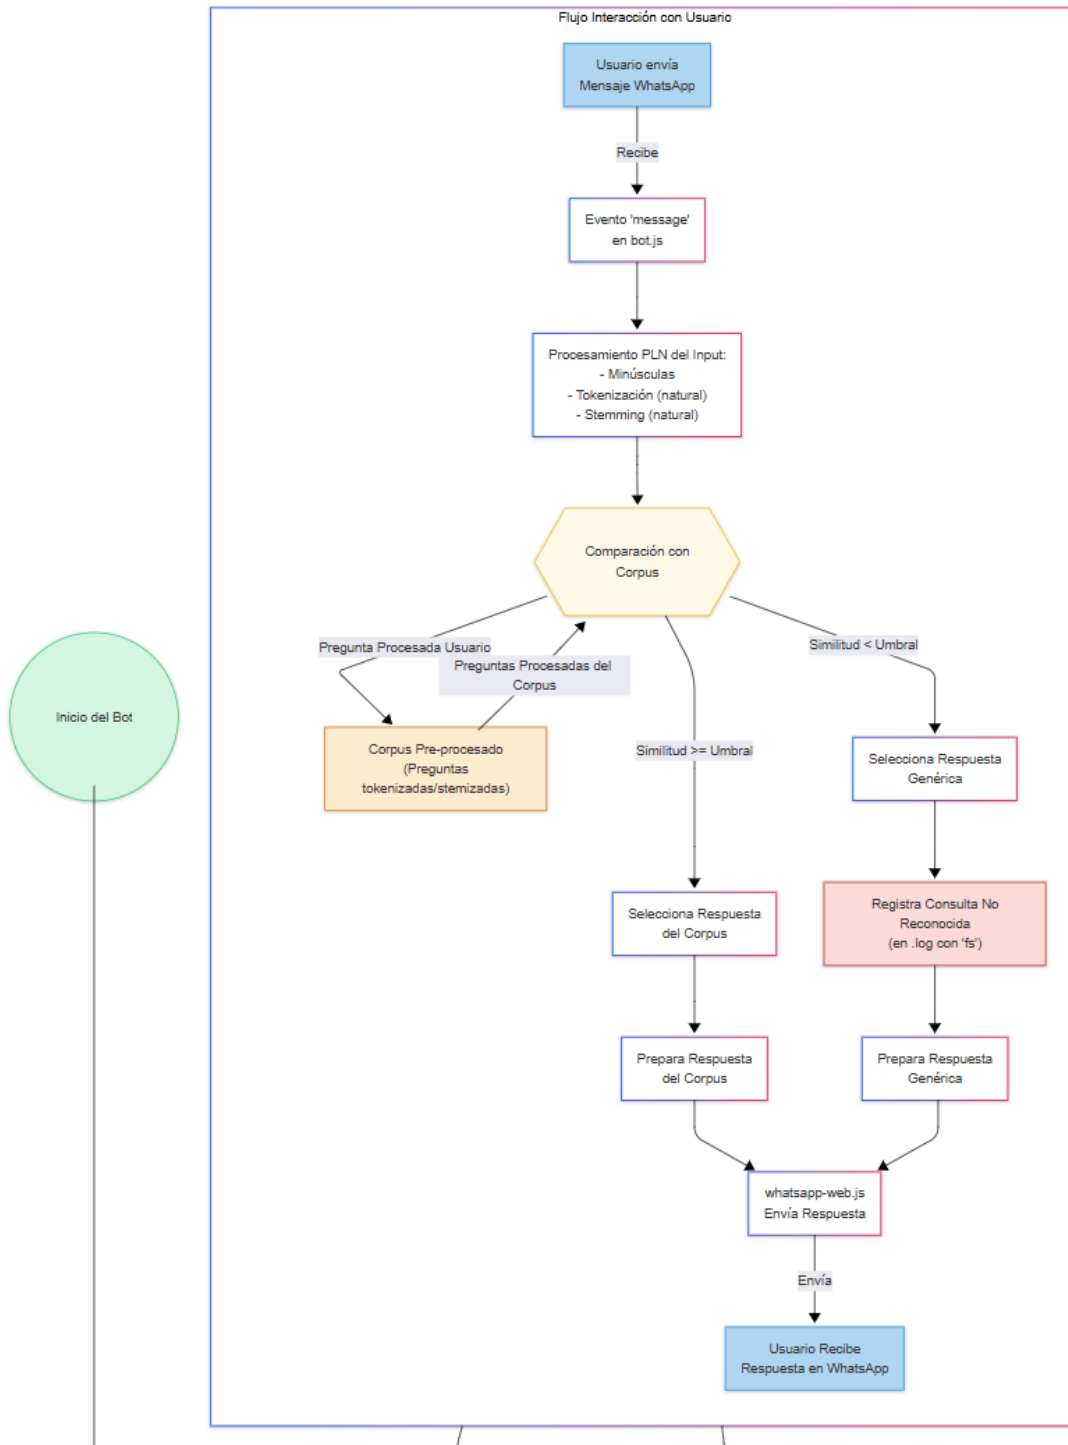 Flujo Interacción con Usuario
Usuario envía
Mensaje WhatsApp
Recibe
Evento 'message'
en bot.js
Procesamiento PLN del Input:
- Minúsculas
- Tokenización (natural)
- Stemming (natural)
Comparación con
Corpus
Pregunta Procesada Usuario
Preguntas Procesadas del
Corpus
Similitud < Umbral
Inicio del Bot
Corpus Pre-procesado
(Preguntas
tokenizadas/stemizadas)
Similitud >= Umbral
Selecciona Respuesta
Genérica
Selecciona Respuesta
del Corpus
Registra Consulta No
Reconocida
(en .log con 'fs')
Prepara Respuesta
del Corpus
Prepara Respuesta
Genérica
whatsapp-web.js
Envía Respuesta
Envía
Usuario Recibe
Respuesta en WhatsApp